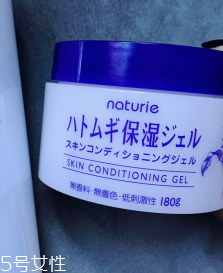 naturie
ハトムギ保湿ジェル
スキンコンディショニングジェル
SKIN CONDITIONING GEL
無香料･無着色･低刺激性 180g
5号女性